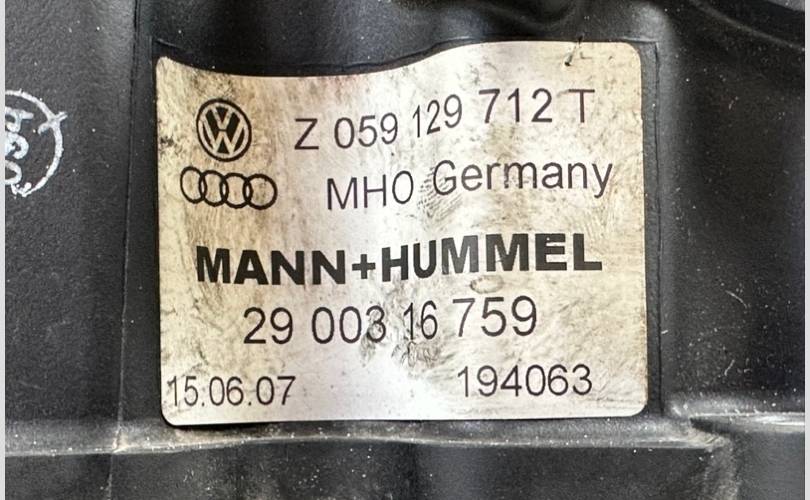 Z 059 129 712 T
MHO Germany
MANN+HUMMEL
29 003 16 759
15.06.07 194063